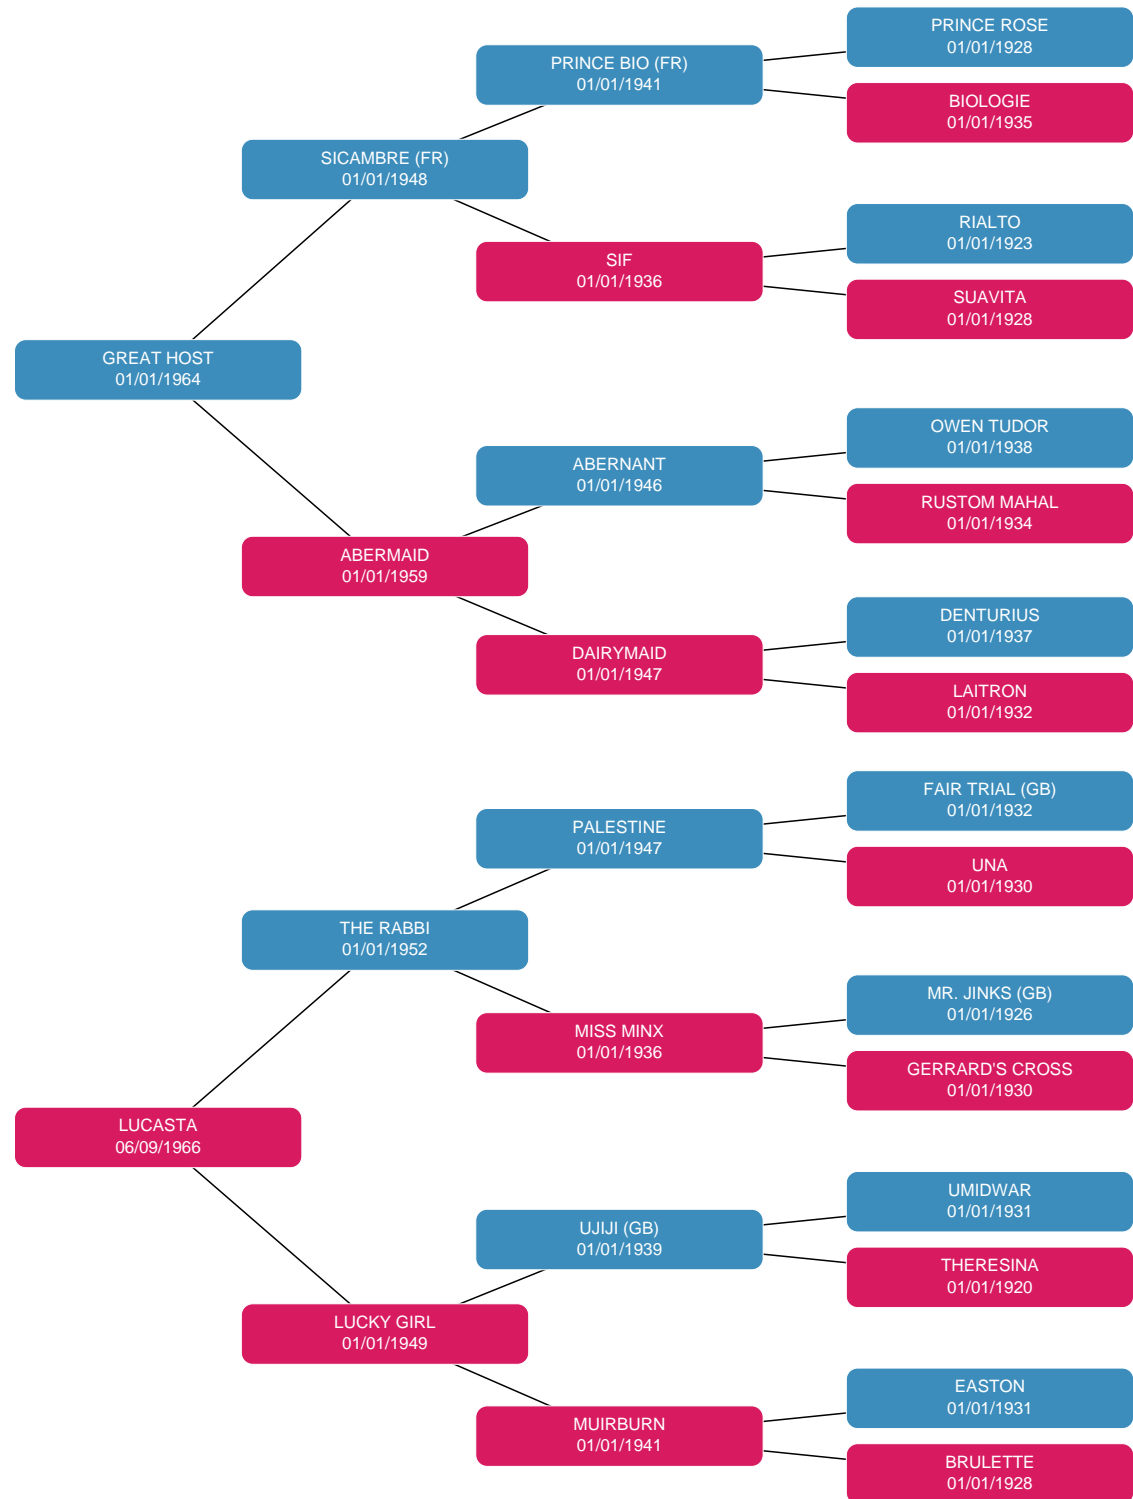 PRINCE ROSE
01/01/1928
PRINCE BIO (FR)
01/01/1941
BIOLOGIE
01/01/1935
SICAMBRE (FR)
01/01/1948
RIALTO
01/01/1923
SIF
01/01/1936
SUAVITA
01/01/1928
GREAT HOST
01/01/1964
OWEN TUDOR
01/01/1938
ABERNANT
01/01/1946
RUSTOM MAHAL
01/01/1934
ABERMAID
01/01/1959
DENTURIUS
01/01/1937
DAIRYMAID
01/01/1947
LAITRON
01/01/1932
FAIR TRIAL (GB)
01/01/1932
PALESTINE
01/01/1947
UNA
01/01/1930
THE RABBI
01/01/1952
MR. JINKS (GB)
01/01/1926
MISS MINX
01/01/1936
GERRARD'S CROSS
01/01/1930
LUCASTA
06/09/1966
UMIDWAR
01/01/1931
UJIJI (GB)
01/01/1939
THERESINA
01/01/1920
LUCKY GIRL
01/01/1949
EASTON
01/01/1931
MUIRBURN
01/01/1941
BRULETTE
01/01/1928